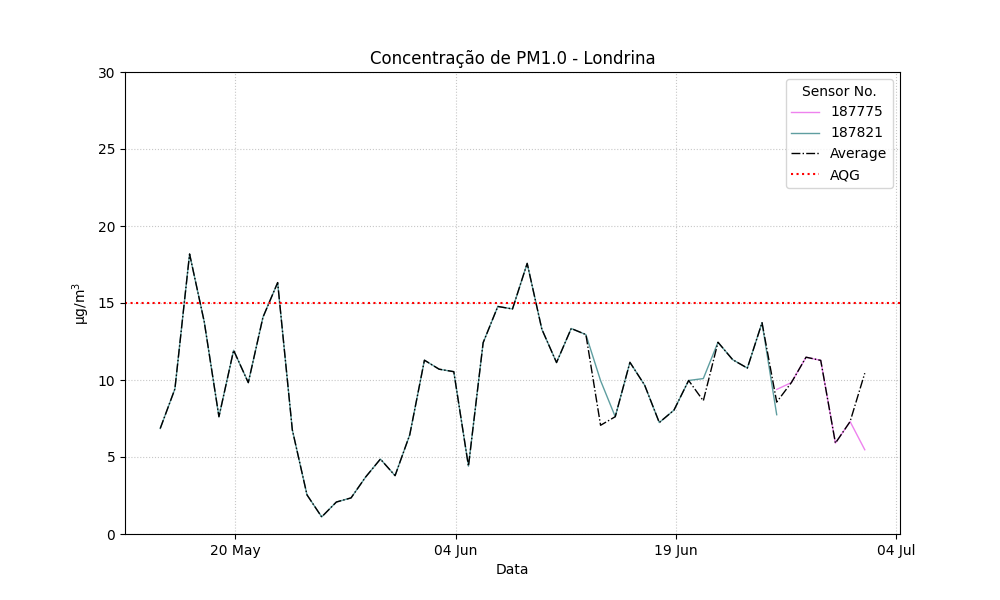 Concentração de PM1.0 - Londrina
Sensor No.
187775
187821
Average
AQG
30
25
20
15
10
5
0
µg/m³
20 May
04 Jun
19 Jun
04 Jul
Data